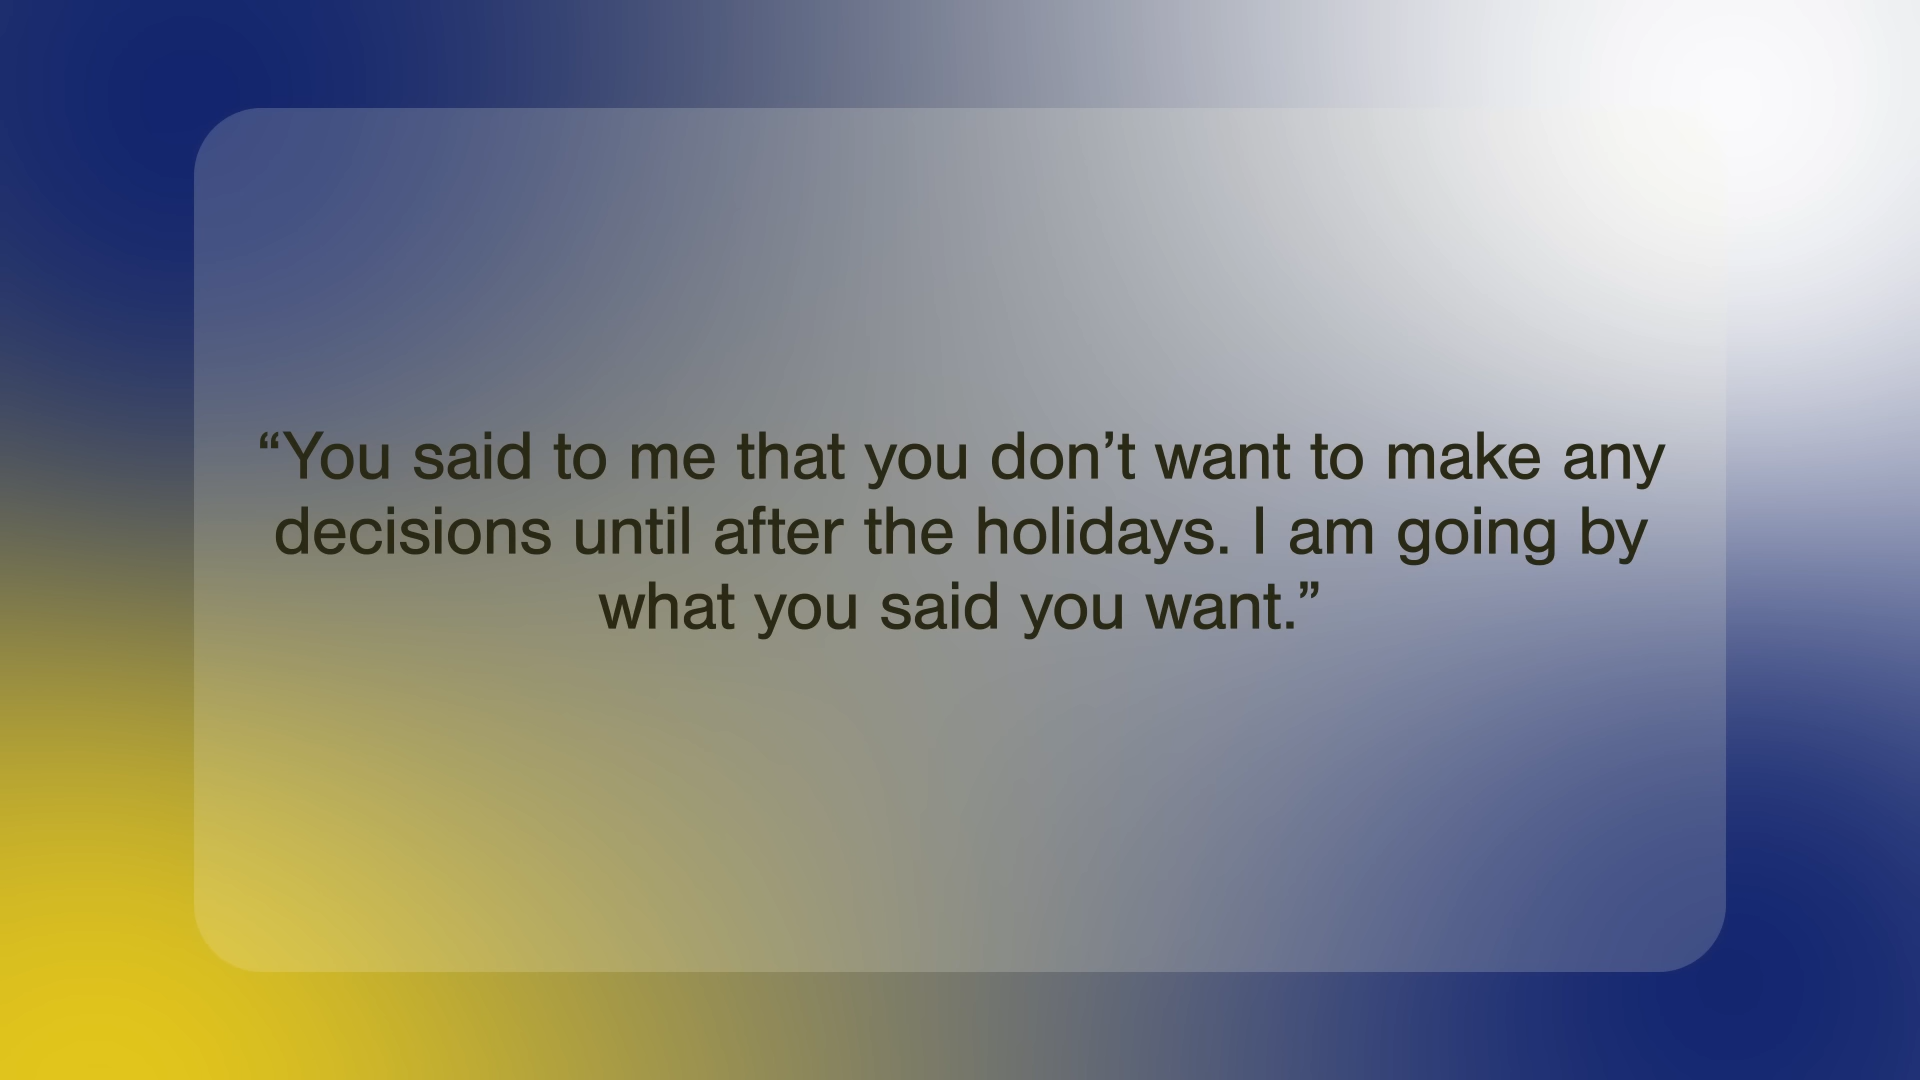 “You said to me that you don’t want to make any
decisions until after the holidays. I am going by
what you said you want.”